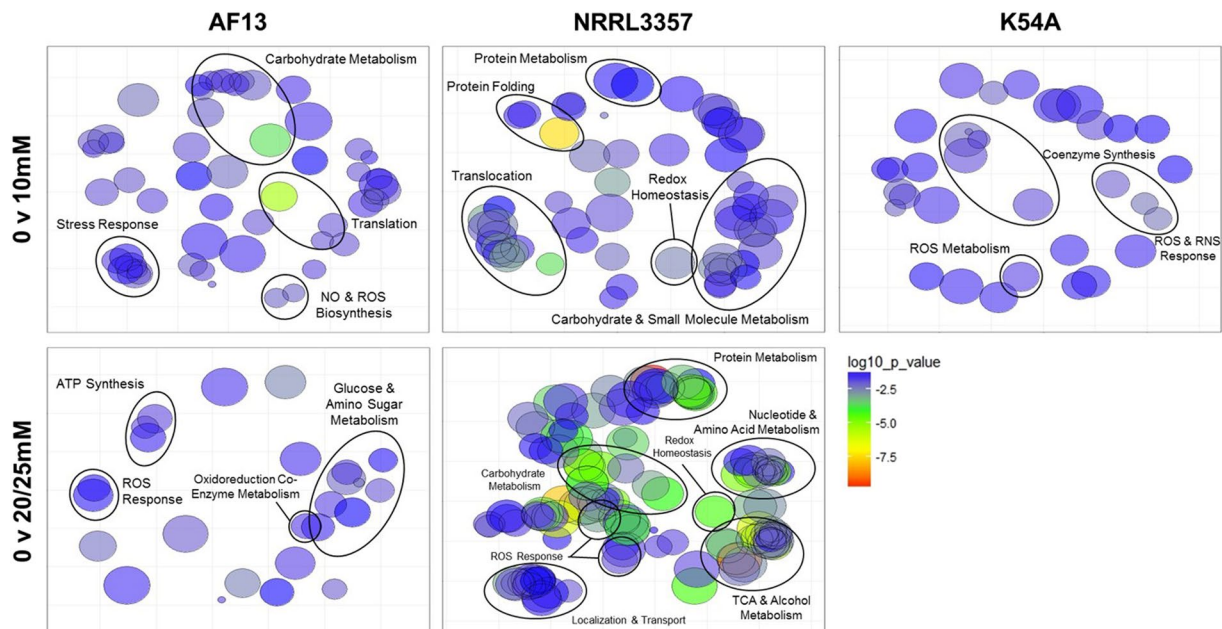 AF13
NRRL3357
K54A
0 v 10mM
Carbohydrate Metabolism
Stress Response
Translation
NO & ROS
Biosynthesis
Protein Metabolism
Protein Folding
Translocation
Redox
Homeostasis
Carbohydrate & Small Molecule Metabolism
Coenzyme Synthesis
ROS Metabolism
ROS & RNS
Response
0 v 20/25mM
ATP Synthesis
Glucose &
Amino Sugar
Metabolism
ROS
Response
Oxidoreduction Co-
Enzyme Metabolism
Protein Metabolism
Nucleotide &
Amino Acid Metabolism
Redox
Homeostasis
Carbohydrate
Metabolism
ROS Response
TCA & Alcohol
Metabolism
Localization & Transport
log10_p_value
-2.5
-5.0
-7.5